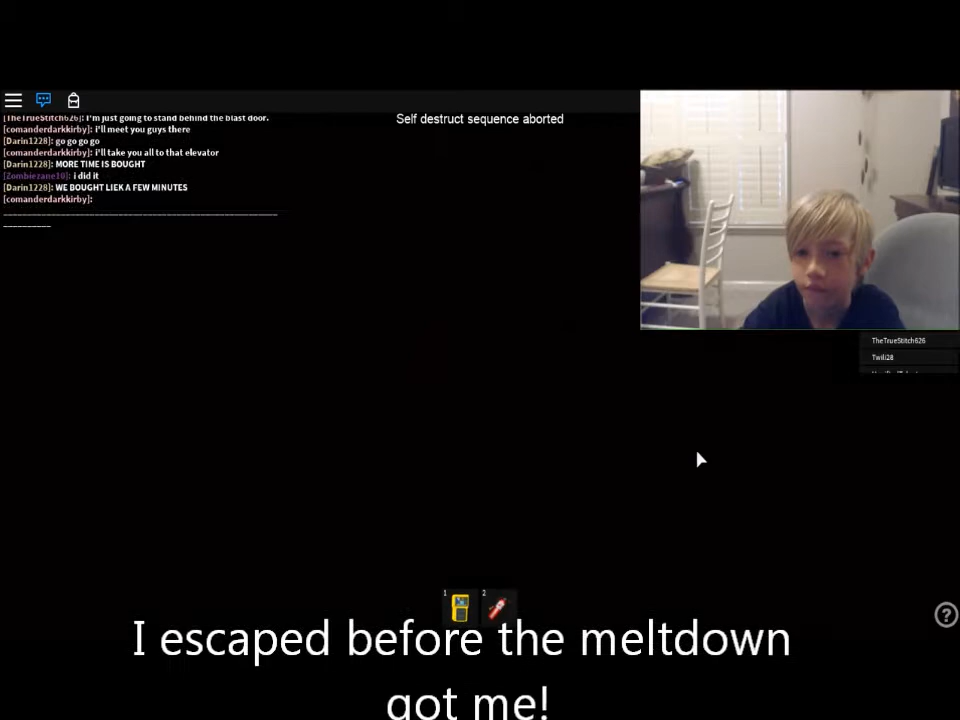 [TheTrueStitch626]: I'm just going to stand behind the blast door.
[comanderdarkkirby]: i'll meet you guys there
[Darin1228]: go go go go
[comanderdarkkirby]: i'll take you all to that elevator
[Darin1228]: MORE TIME IS BOUGHT
[Zombiezane10]: i did it
[Darin1228]: WE BOUGHT LIEK A FEW MINUTES
[comanderdarkkirby]:
Self destruct sequence aborted
TheTrueStitch626
Twili28
1
2
?
I escaped before the meltdown
got me!